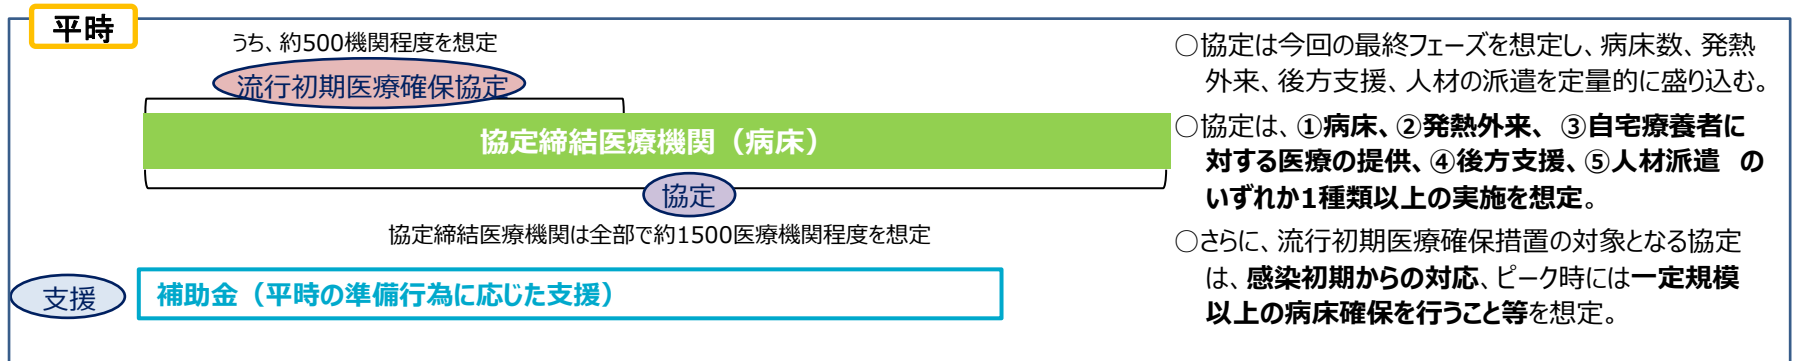 平時
うち、約500機関程度を想定
流行初期医療確保協定
協定締結医療機関（病床）
協定
協定締結医療機関は全部で約1500医療機関程度を想定
支援
補助金（平時の準備行為に応じた支援）
○協定は今回の最終フェーズを想定し、病床数、発熱
外来、後方支援、人材の派遣を定量的に盛り込む。
○協定は、①病床、②発熱外来、 ③自宅療養者に
対する医療の提供、④後方支援、⑤人材派遣　の
いずれか1種類以上の実施を想定。
○さらに、流行初期医療確保措置の対象となる協定
は、感染初期からの対応、ピーク時には一定規模
以上の病床確保を行うこと等を想定。